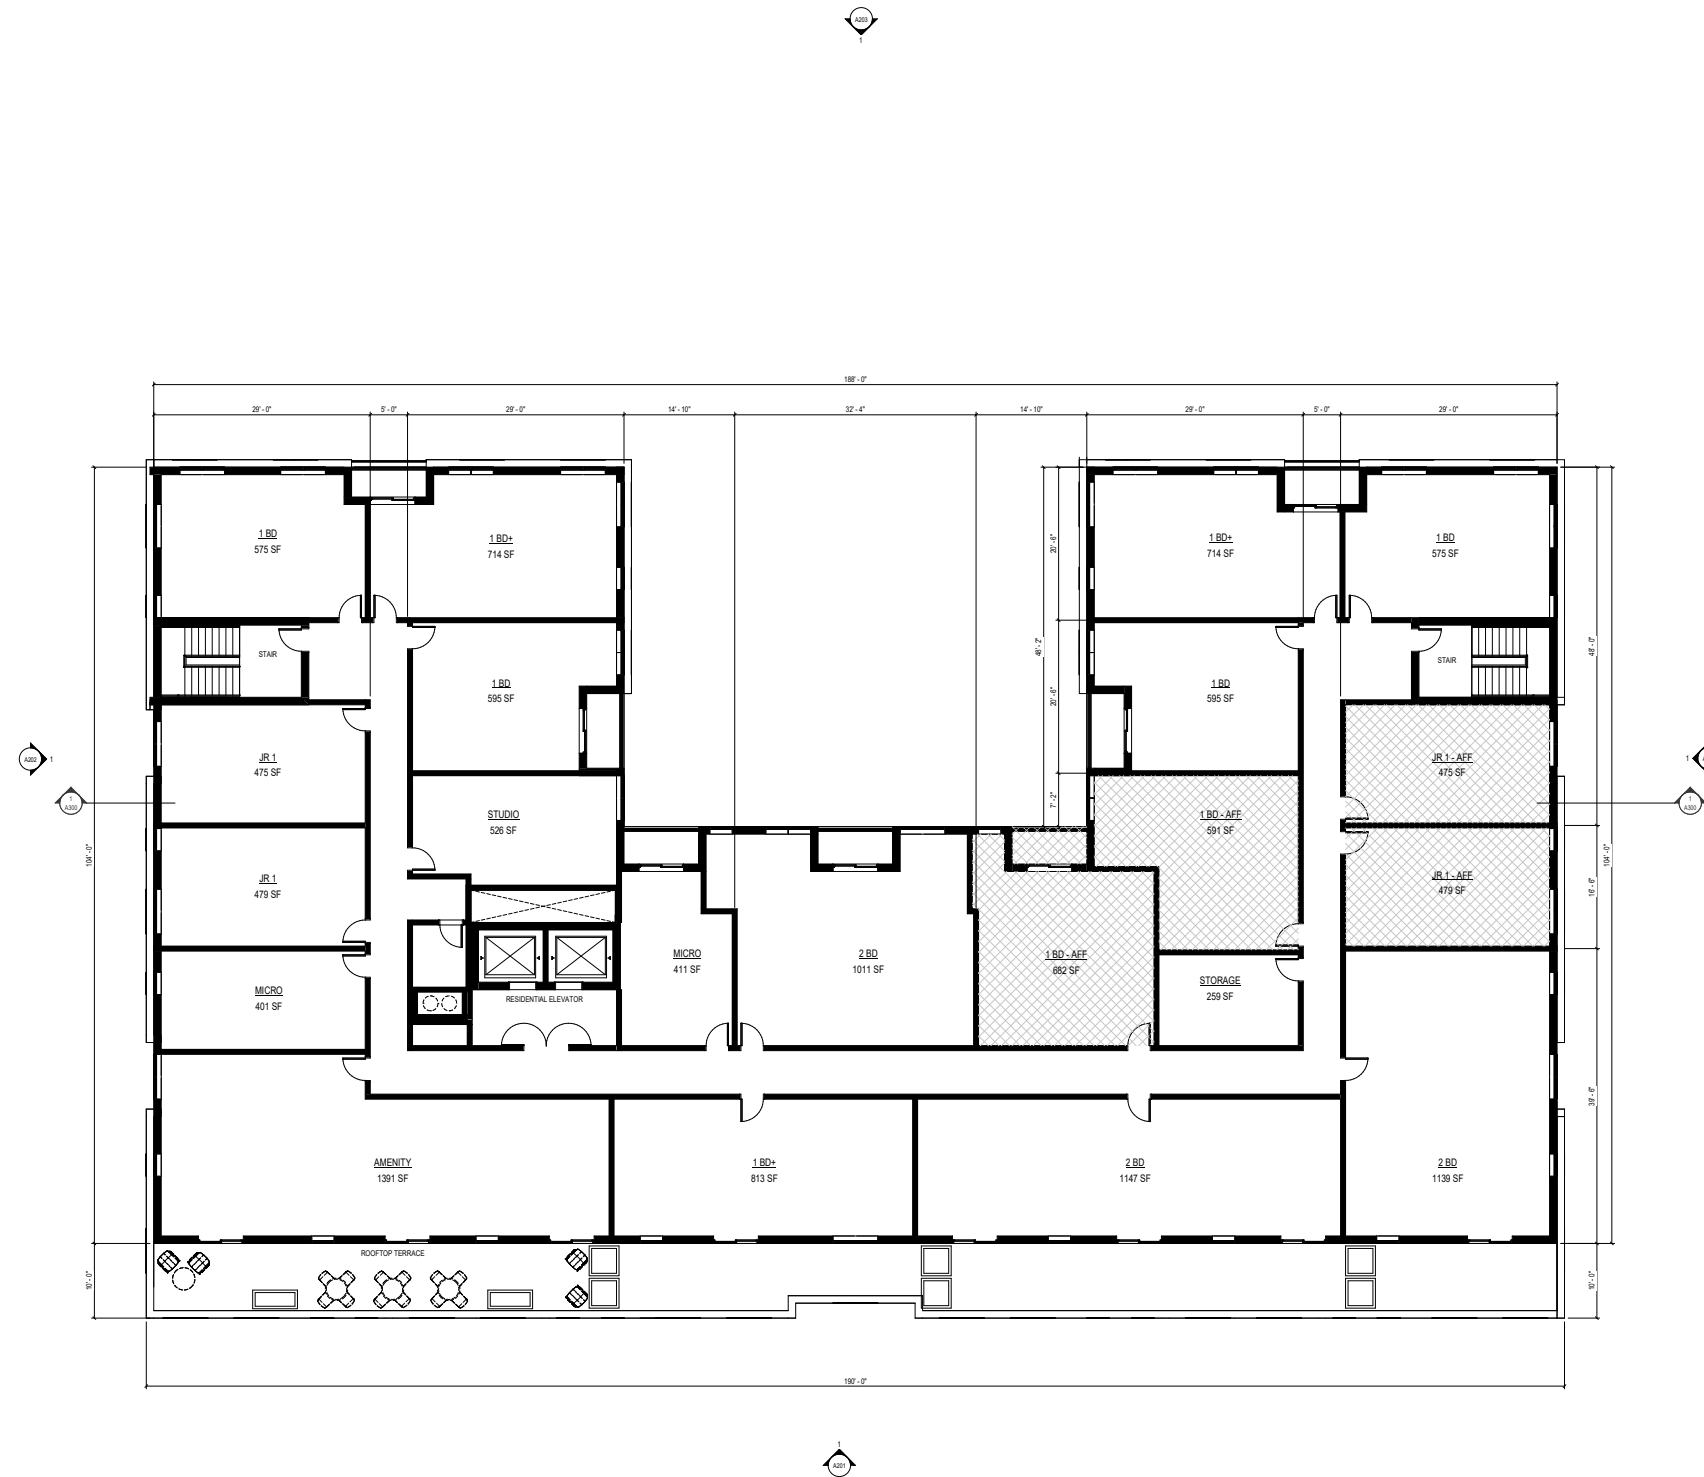 A203
1
188' - 0"
29' - 0"
5' - 0"
29' - 0"
14' - 10"
32' - 4"
14' - 10"
29' - 0"
5' - 0"
29' - 0"
1 BD
575 SF
1 BD+
714 SF
20' - 6"
1 BD+
714 SF
1 BD
575 SF
STAIR
48' - 2"
STAIR
48' - 0"
1 BD
595 SF
20' - 6"
1 BD
595 SF
A202
1
JR 1
475 SF
JR 1 - AFF
475 SF
1
1
A300
STUDIO
526 SF
7' - 2"
1 BD - AFF
591 SF
1
A300
104' - 0"
104' - 0"
JR 1
479 SF
JR 1 - AFF
479 SF
16' - 6"
MICRO
411 SF
2 BD
1011 SF
1 BD - AFF
682 SF
MICRO
401 SF
RESIDENTIAL ELEVATOR
STORAGE
259 SF
39' - 6"
AMENITY
1391 SF
1 BD+
813 SF
2 BD
1147 SF
2 BD
1139 SF
ROOFTOP TERRACE
10' - 0"
10' - 0"
190' - 0"
1
A201